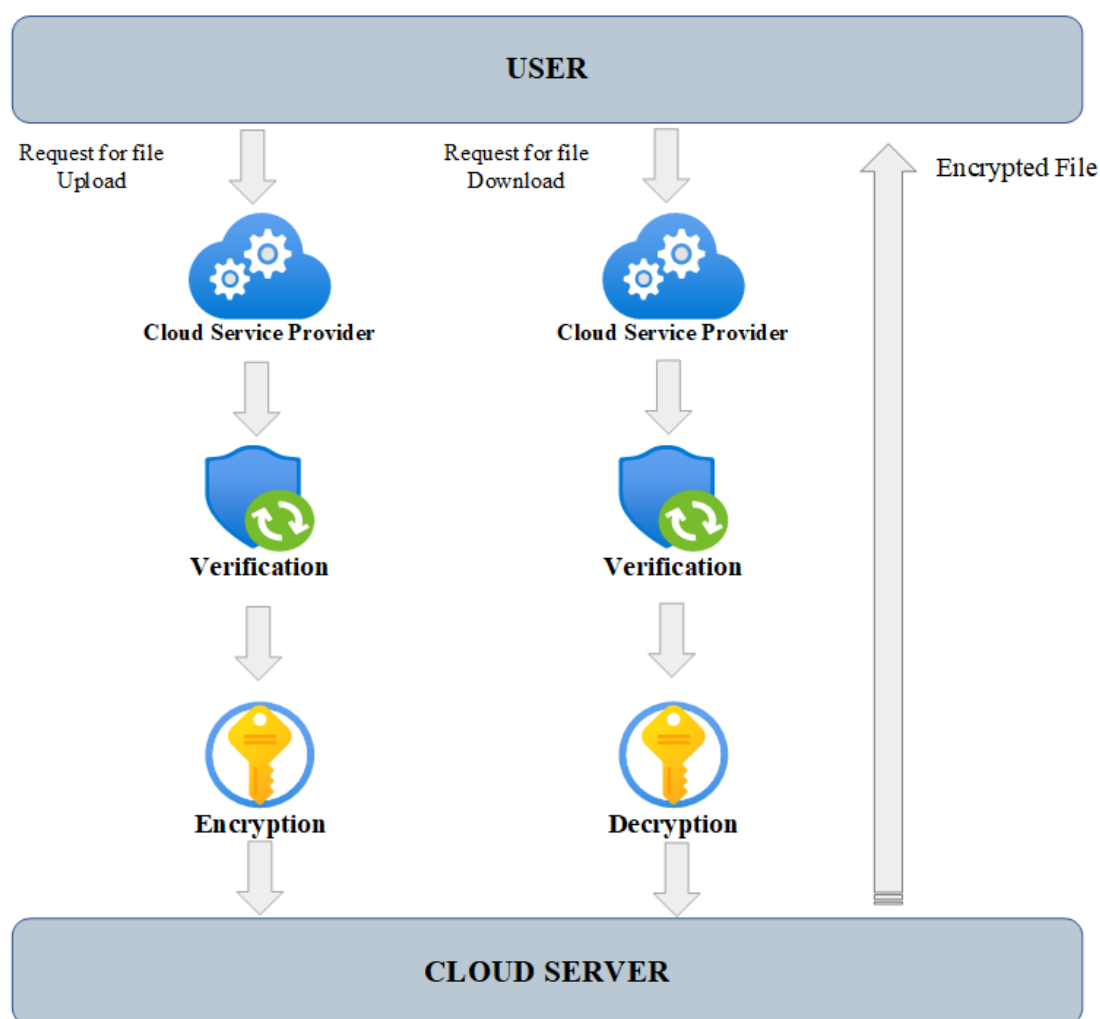 USER
Request for file
Upload
Request for file
Download
Encrypted File
Cloud Service Provider
Cloud Service Provider
Verification
Verification
Encryption
Decryption
CLOUD SERVER